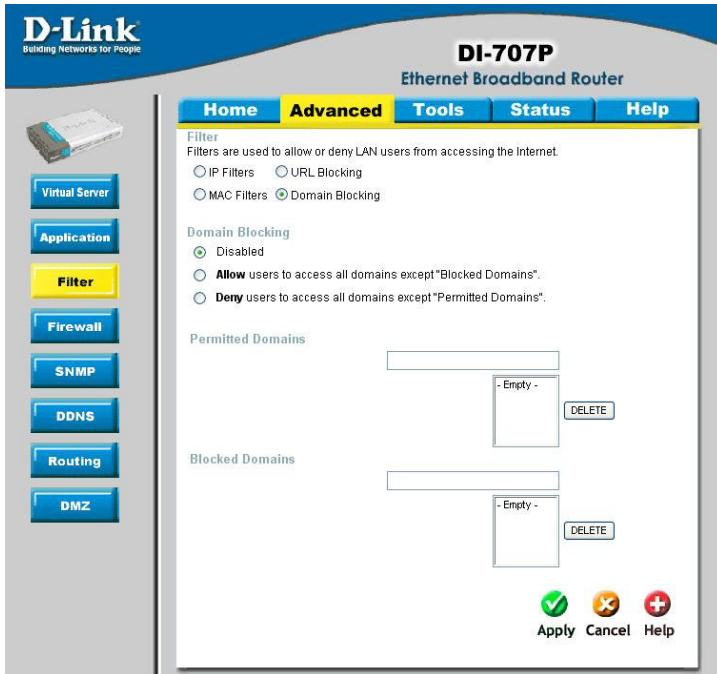 D-Link
Building Networks for People
DI-707P
Ethernet Broadband Router
Home Advanced Tools Status Help
Virtual Server
Application
Filter
Firewall
SNMP
DDNS
Routing
DMZ
Filter
Filters are used to allow or deny LAN users from accessing the Internet.
IP Filters URL Blocking
MAC Filters Domain Blocking
Domain Blocking
Disabled
Allow users to access all domains except "Blocked Domains".
Deny users to access all domains except "Permitted Domains".
Permitted Domains
- Empty -
DELETE
Blocked Domains
- Empty -
DELETE
Apply Cancel Help